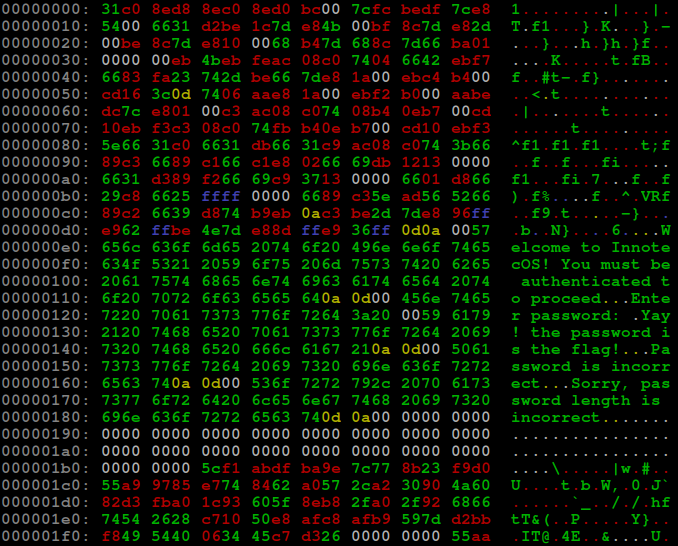 00000000: 31c0 8ed8 8ec0 8ed0 bc00 7cfc bedf 7ce8 1.........|...|.
00000010: 5400 6631 d2be 1c7d e84b 00bf 8c7d e82d T.f1...}.K...}.-
00000020: 00be 8c7d e810 0068 b47d 688c 7d66 ba01 ...}...h.}h.}f..
00000030: 0000 00eb 4beb feac 08c0 7404 6642 ebf7 ....K.....t.fB..
00000040: 6683 fa23 742d be66 7de8 1a00 ebc4 b400 f..#t-.f}.......
00000050: cd16 3c0d 7406 aae8 1a00 ebf2 b000 aabe ..<.t...........
00000060: dc7c e801 00c3 ac08 c074 08b4 0eb7 00cd .|.......t......
00000070: 10eb f3c3 08c0 74fb b40e b700 cd10 ebf3 ......t.........
00000080: 5e66 31c0 6631 db66 31c9 ac08 c074 3b66 ^f1.f1.f1....t;f
00000090: 89c3 6689 c166 c1e8 0266 69db 1213 0000 ..f..f...fi.....
000000a0: 6631 d389 f266 69c9 3713 0000 6601 d866 f1...fi.7...f..f
000000b0: 29c8 6625 ffff 0000 6689 c35e ad56 5266 ).f%....f..^.VRf
000000c0: 89c2 6639 d874 b9eb 0ac3 be2d 7de8 96ff ..f9.t.....-}...
000000d0: e962 ffbe 4e7d e88d ffe9 36ff 0d0a 0057 .b..N}....6....W
000000e0: 656c 636f 6d65 2074 6f20 496e 6e6f 7465 elcome to Innote
000000f0: 634f 5321 2059 6f75 206d 7573 7420 6265 cOS! You must be
00000100: 2061 7574 6865 6e74 6963 6174 6564 2074  authenticated t
00000110: 6f20 7072 6f63 6565 640a 0d00 456e 7465 o proceed...Ente
00000120: 7220 7061 7373 776f 7264 3a20 0059 6179 r password: .Yay
00000130: 2120 7468 6520 7061 7373 776f 7264 2069 ! the password i
00000140: 7320 7468 6520 666c 6167 210a 0d00 5061 s the flag!...Pa
00000150: 7373 776f 7264 2069 7320 696e 636f 7272 ssword is incorr
00000160: 6563 740a 0d00 536f 7272 792c 2070 6173 ect...Sorry, pas
00000170: 7377 6f72 6420 6c65 6e67 7468 2069 7320 sword length is 
00000180: 696e 636f 7272 6563 740d 0a00 0000 0000 incorrect.......
00000190: 0000 0000 0000 0000 0000 0000 0000 0000 ................
000001a0: 0000 0000 0000 0000 0000 0000 0000 0000 ................
000001b0: 0000 0000 5cf1 abdf ba9e 7c77 8b23 f9d0 ....\.....|w.#..
000001c0: 55a9 9785 e774 8462 a057 2ca2 3090 4a60 U....t.b.W,.0.J`
000001d0: 82d3 fba0 1c93 605f 8eb8 2fa0 2f92 6866 ......`_../././.hf
000001e0: 7454 2628 c710 50e8 afc8 afb9 597d d2bb tT&(..P.....Y}..
000001f0: f849 5440 0634 45c7 d326 0000 0000 55aa .IT@.4E..&....U.